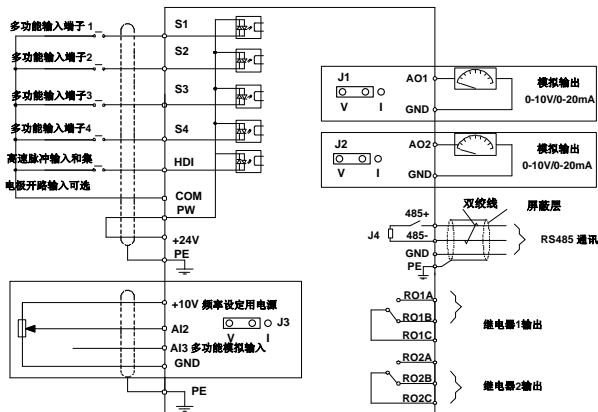 多功能输入端子 1
S1
多功能输入端子2
S2
多功能输入端子3
S3
多功能输入端子4
S4
高速脉冲输入和集
HDI
电极开路输入可选
COM
PW
+24V
PE
+10V 频率设定用电源
AI2
J3
V I
AI3 多功能模拟输入
GND
PE
J1
V I
AO1
GND
模拟输出
0-10V/0-20mA
J2
V I
AO2
GND
模拟输出
0-10V/0-20mA
双绞线
屏蔽层
485+
J4
485-
GND
PE
RS485 通讯
RO1A
RO1B
RO1C
继电器1输出
RO2A
RO2B
RO2C
继电器2输出